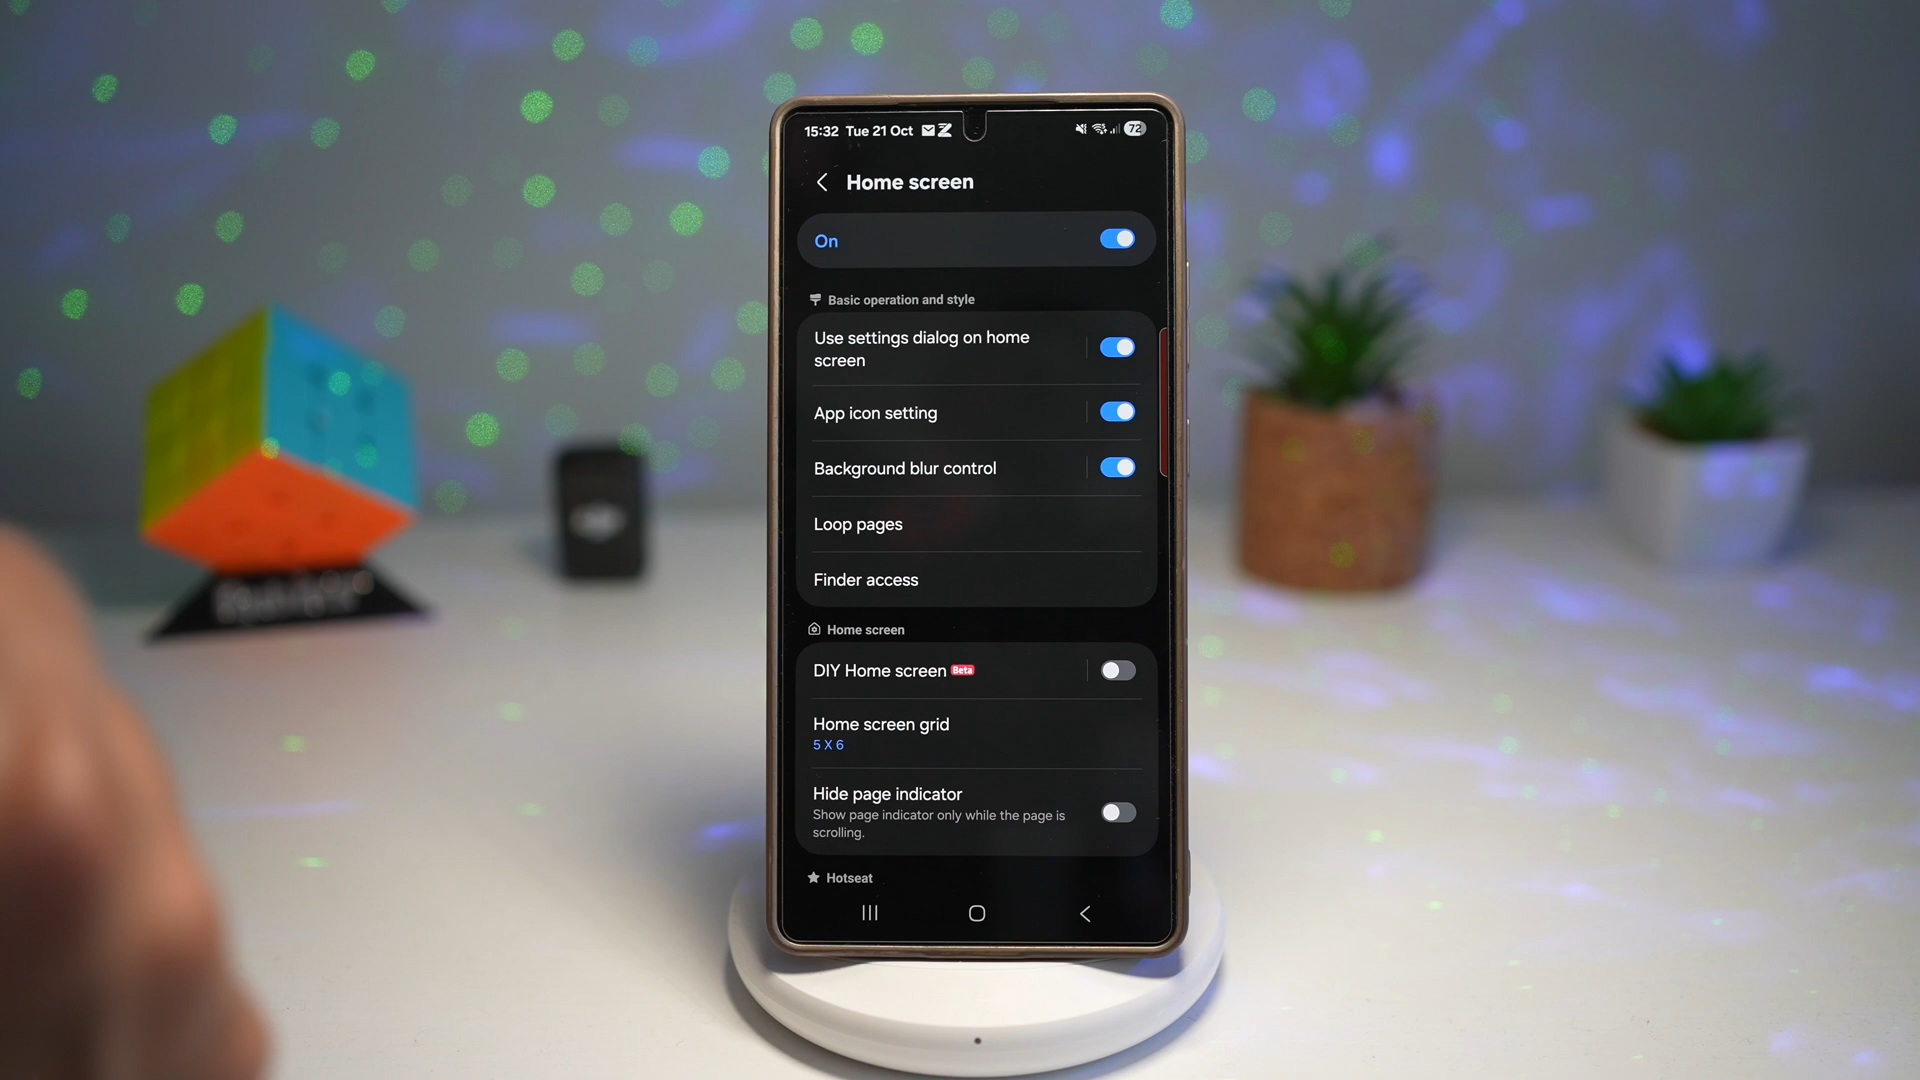 15:32 Tue 21 Oct
72
Home screen
On
Basic operation and style
Use settings dialog on home
screen
App icon setting
Background blur control
Loop pages
Finder access
Home screen
DIY Home screen Beta
Home screen grid
5 X 6
Hide page indicator
Show page indicator only while the page is
scrolling.
Hotseat